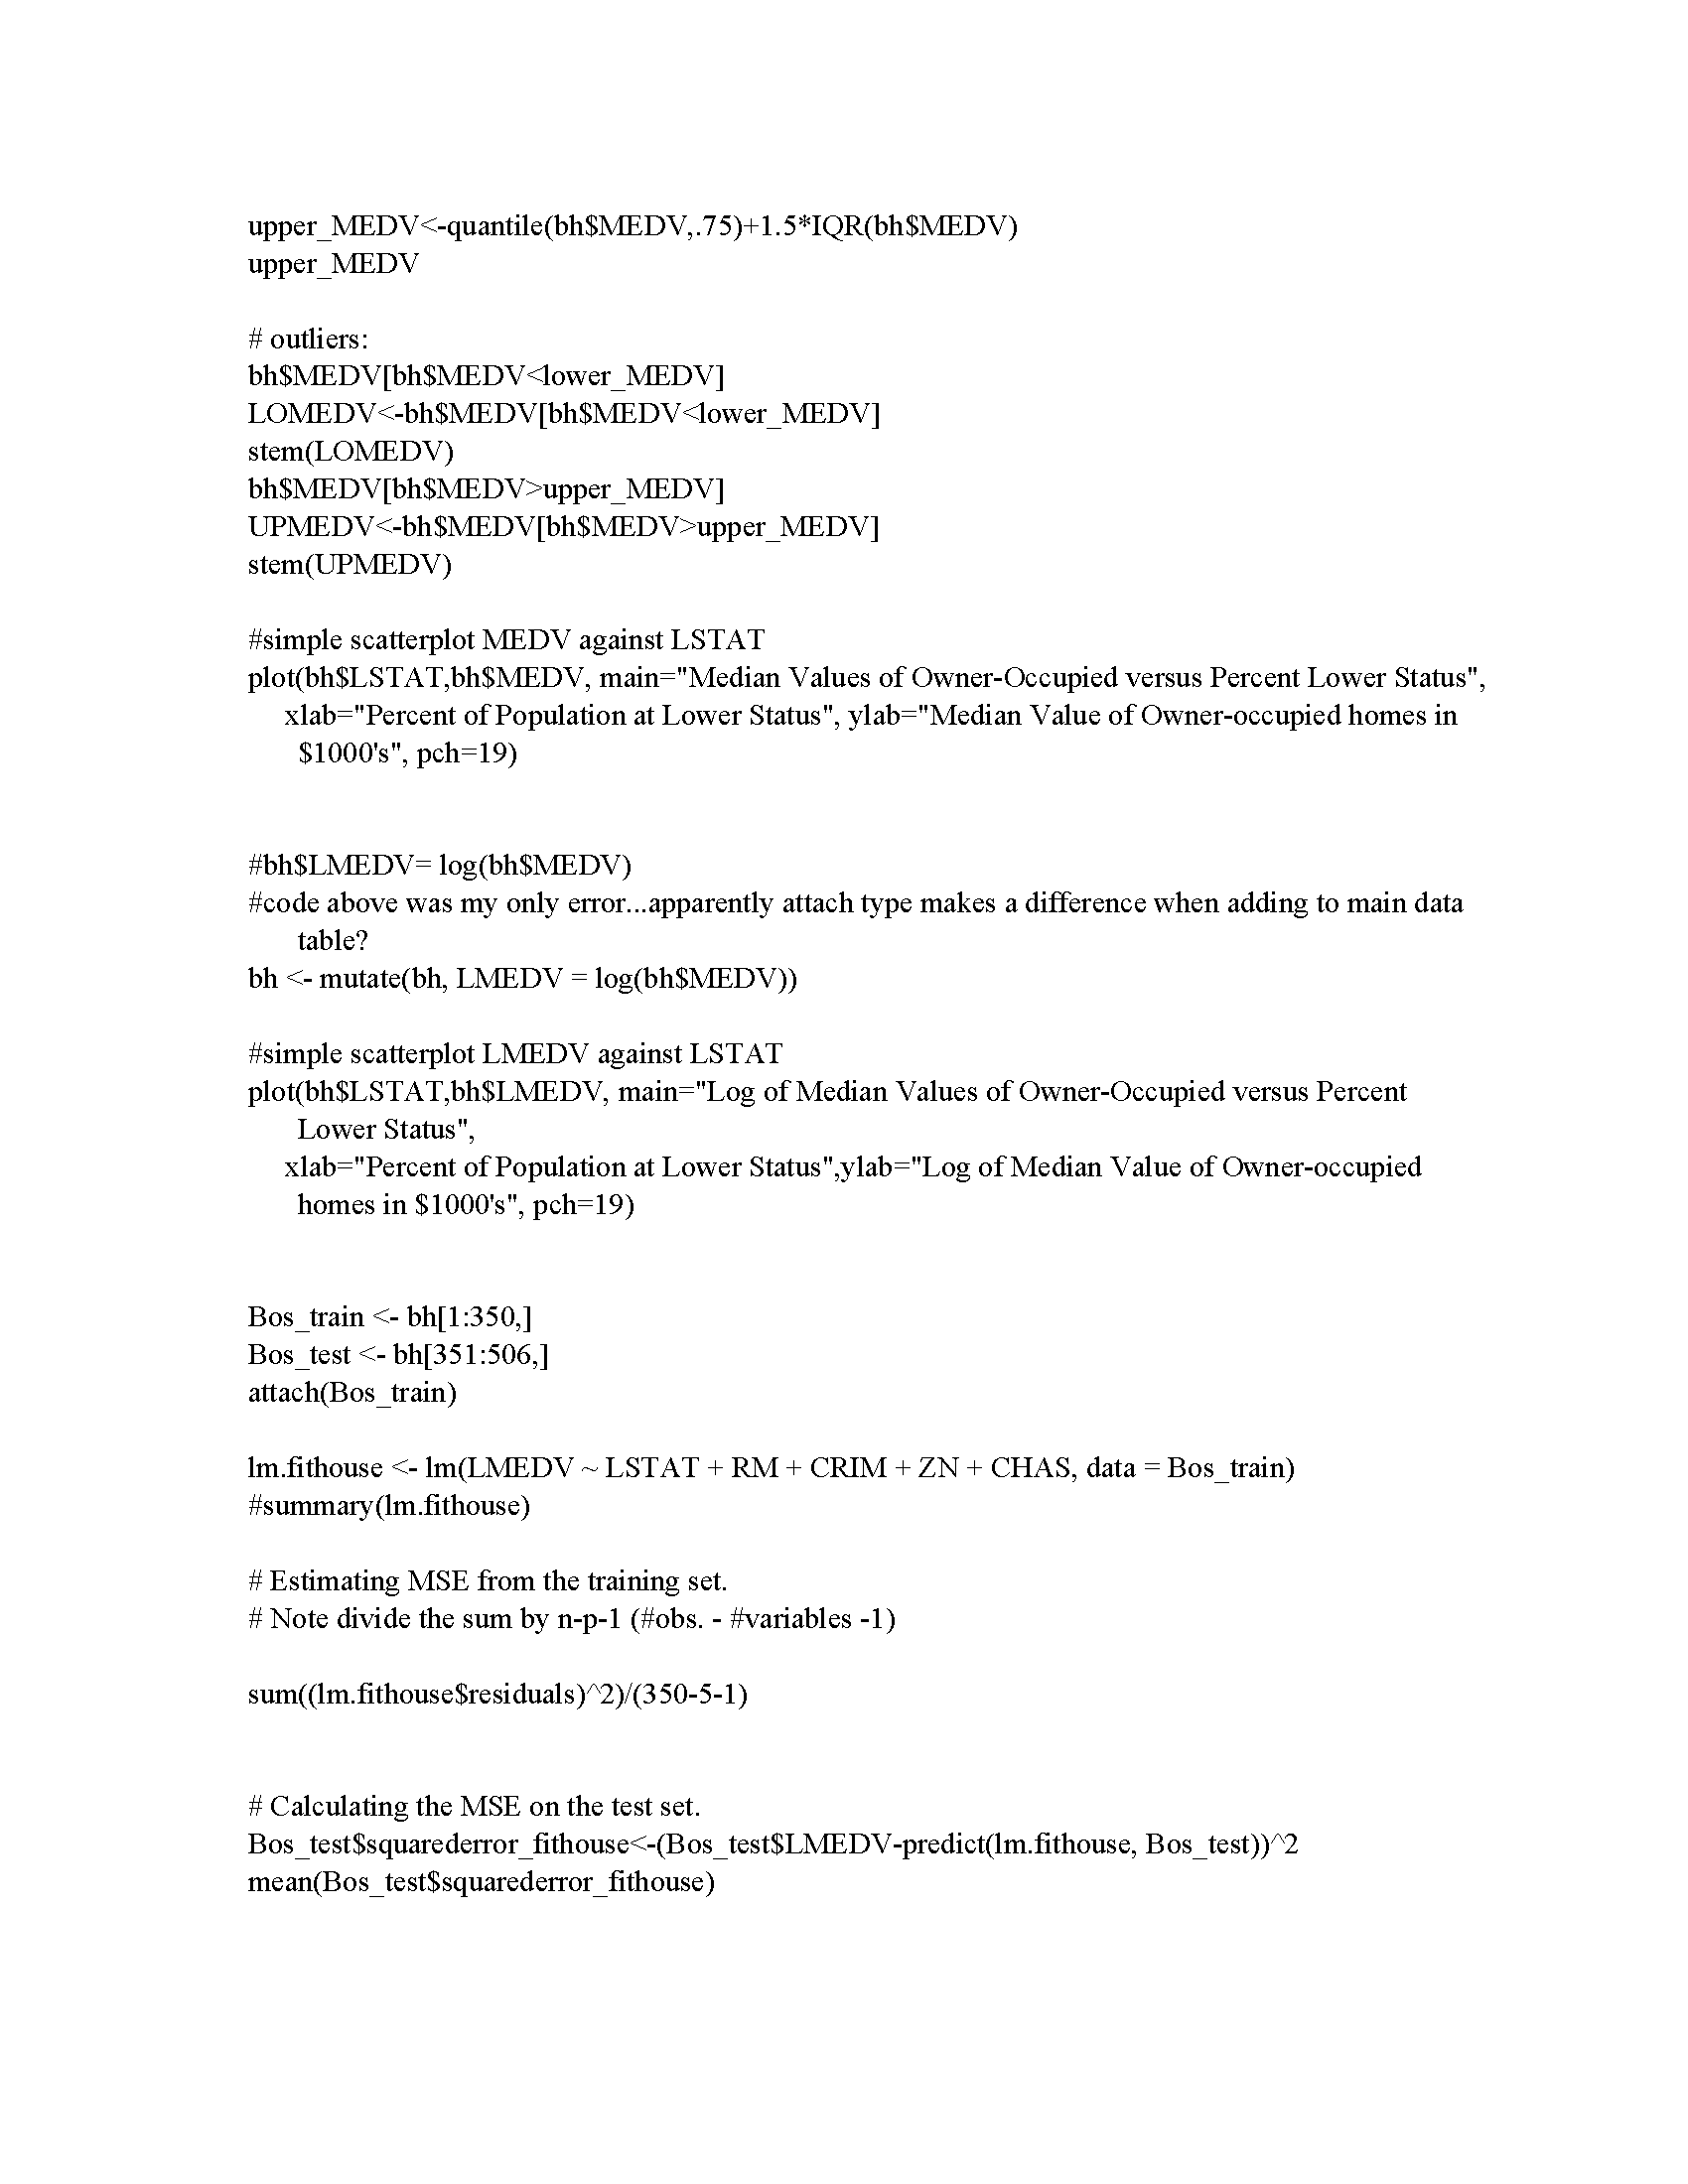 upper_MEDV<-quantile(bh$MEDV,.75)+1.5*IQR(bh$MEDV)
upper_MEDV
# outliers:
bh$MEDV[bh$MEDV<lower_MEDV]
LOMEDV<-bh$MEDV[bh$MEDV<lower_MEDV]
stem(LOMEDV)
bh$MEDV[bh$MEDV>upper_MEDV]
UPMEDV<-bh$MEDV[bh$MEDV>upper_MEDV]
stem(UPMEDV)
#simple scatterplot MEDV against LSTAT
plot(bh$LSTAT,bh$MEDV, main="Median Values of Owner-Occupied versus Percent Lower Status",
xlab="Percent of Population at Lower Status", ylab="Median Value of Owner-occupied homes in
$1000's", pch=19)
#bh$LMEDV= log(bh$MEDV)
#code above was my only error...apparently attach type makes a difference when adding to main data
table?
bh <- mutate(bh, LMEDV = log(bh$MEDV))
#simple scatterplot LMEDV against LSTAT
plot(bh$LSTAT,bh$LMEDV, main="Log of Median Values of Owner-Occupied versus Percent
Lower Status",
xlab="Percent of Population at Lower Status",ylab="Log of Median Value of Owner-occupied
homes in $1000's", pch=19)
Bos_train <- bh[1:350,]
Bos_test <- bh[351:506,]
attach(Bos_train)
lm.fithouse <- lm(LMEDV ~ LSTAT + RM + CRIM + ZN + CHAS, data = Bos_train)
#summary(lm.fithouse)
# Estimating MSE from the training set.
# Note divide the sum by n-p-1 (#obs. - #variables -1)
sum((lm.fithouse$residuals)^2)/(350-5-1)
# Calculating the MSE on the test set.
Bos_test$squarederror_fithouse<-(Bos_test$LMEDV-predict(lm.fithouse, Bos_test))^2
mean(Bos_test$squarederror_fithouse)